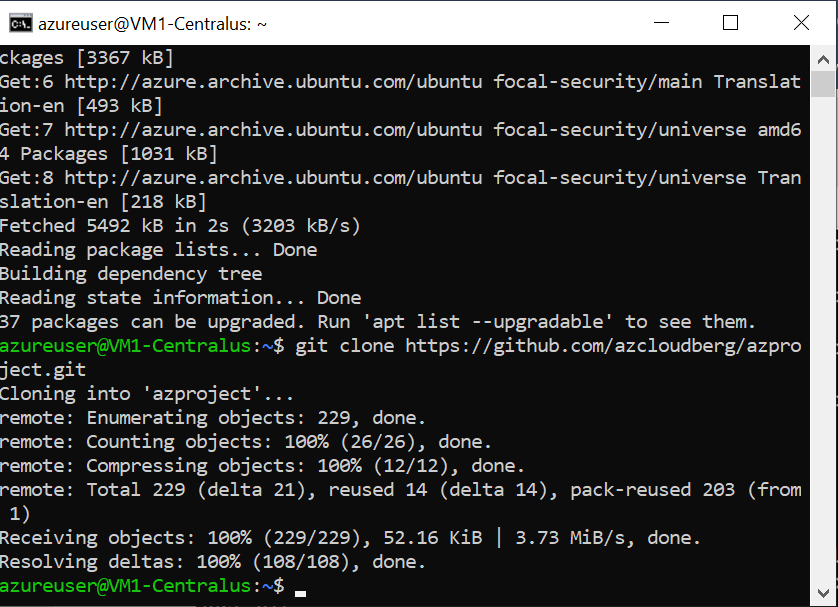 azureuser@VM1-Centralus: ~
ckages [3367 kB]
Get:6 http://azure.archive.ubuntu.com/ubuntu focal-security/main Translat
ion-en [493 kB]
Get:7 http://azure.archive.ubuntu.com/ubuntu focal-security/universe amd6
4 Packages [1031 kB]
Get:8 http://azure.archive.ubuntu.com/ubuntu focal-security/universe Tran
slation-en [218 kB]
Fetched 5492 kB in 2s (3203 kB/s)
Reading package lists... Done
Building dependency tree
Reading state information... Done
37 packages can be upgraded. Run 'apt list --upgradable' to see them.
azureuser@VM1-Centralus:~$ git clone https://github.com/azcloudberg/azpro
ject.git
Cloning into 'azproject'...
remote: Enumerating objects: 229, done.
remote: Counting objects: 100% (26/26), done.
remote: Compressing objects: 100% (12/12), done.
remote: Total 229 (delta 21), reused 14 (delta 14), pack-reused 203 (from
 1)
Receiving objects: 100% (229/229), 52.16 KiB | 3.73 MiB/s, done.
Resolving deltas: 100% (108/108), done.
azureuser@VM1-Centralus:~$